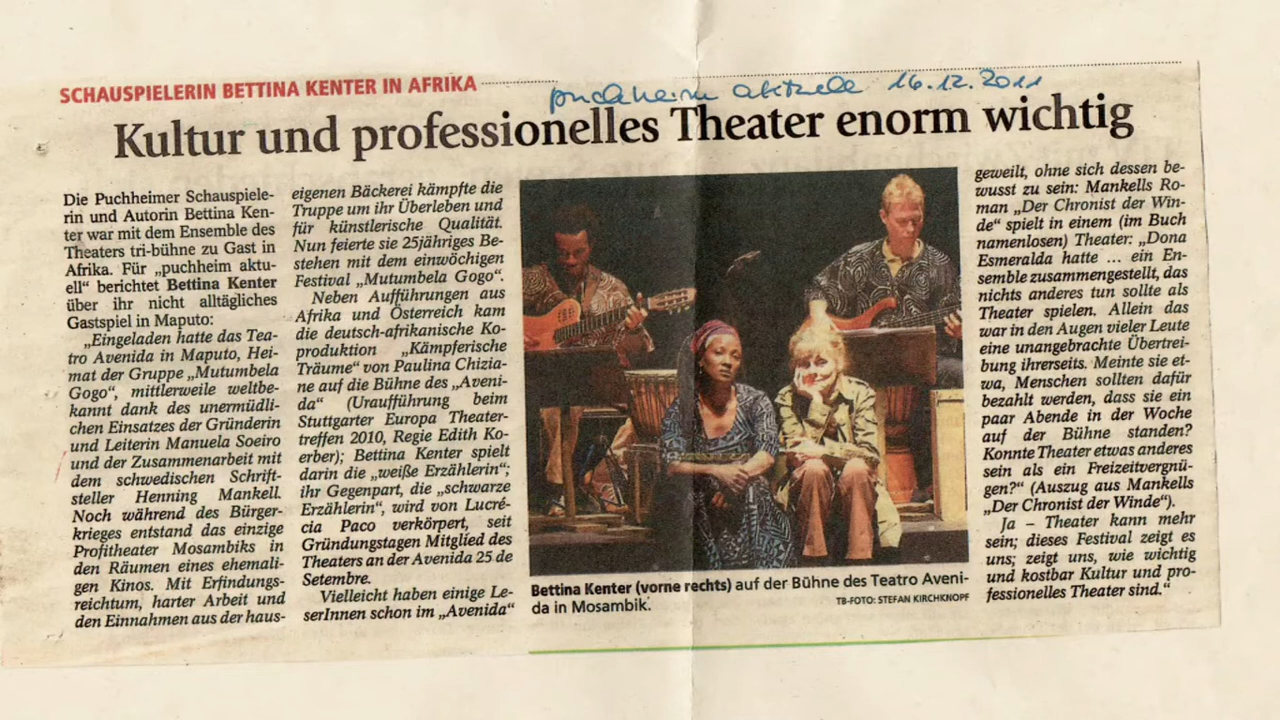 SCHAUSPIELERIN BETTINA KENTER IN AFRIKA
puchheim aktuell 16.12.2011
Kultur und professionelles Theater enorm wichtig
Die Puchheimer Schauspiele-
rin und Autorin Bettina Ken-
ter war mit dem Ensemble des
Theaters tri-bühne zu Gast in
Afrika. Für „puchheim aktu-
ell" berichtet Bettina Kenter
über ihr nicht alltägliches
Gastspiel in Maputo:
„Eingeladen hatte das Tea-
tro Avenida in Maputo, Hei-
mat der Gruppe „Mutumbela
Gogo", mittlerweile weltbe-
kannt dank des unermüdli-
chen Einsatzes der Gründerin
und Leiterin Manuela Soeiro
und der Zusammenarbeit mit
dem schwedischen Schrift-
steller Henning Mankell.
Noch während des Bürger-
krieges entstand das einzige
Profitheater Mosambiks in
den Räumen eines ehemali-
gen Kinos. Mit Erfindungs-
reichtum, harter Arbeit und
den Einnahmen aus der haus-
eigenen Bäckerei kämpfte die
Truppe um ihr Überleben und
für künstlerische Qualität.
Nun feierte sie 25jähriges Be-
stehen mit dem einwöchigen
Festival „Mutumbela Gogo".
Neben Aufführungen aus
Afrika und Österreich kam
die deutsch-afrikanische Ko-
produktion „Kämpferische
Träume" von Paulina Chizia-
ne auf die Bühne des „Aveni-
da" (Uraufführung beim
Stuttgarter Europa Theater-
treffen 2010, Regie Edith Ko-
erber); Bettina Kenter spielt
darin die „weiße Erzählerin";
ihr Gegenpart, die „schwarze
Erzählerin", wird von Lucré-
cia Paco verkörpert, seit
Gründungstagen Mitglied des
Theaters an der Avenida 25 de
Setembre.
Vielleicht haben einige Le-
serInnen schon im „Avenida"
Bettina Kenter (vorne rechts) auf der Bühne des Teatro Aveni-
da in Mosambik.
TB-FOTO: STEFAN KIRCHKNOPF
geweilt, ohne sich dessen be-
wusst zu sein: Mankells Ro-
man „Der Chronist der Win-
de" spielt in einem (im Buch
namenlosen) Theater: „Dona
Esmeralda hatte ... ein En-
semble zusammengestellt, das
nichts anderes tun sollte als
Theater spielen. Allein das
war in den Augen vieler Leute
eine unangebrachte Übertrei-
bung ihrerseits. Meinte sie et-
wa, Menschen sollten dafür
bezahlt werden, dass sie ein
paar Abende in der Woche
auf der Bühne standen?
Konnte Theater etwas anderes
sein als ein Freizeitvergnü-
gen?" (Auszug aus Mankells
„Der Chronist der Winde").
Ja – Theater kann mehr
sein; dieses Festival zeigt es
uns; zeigt uns, wie wichtig
und kostbar Kultur und pro-
fessionelles Theater sind."